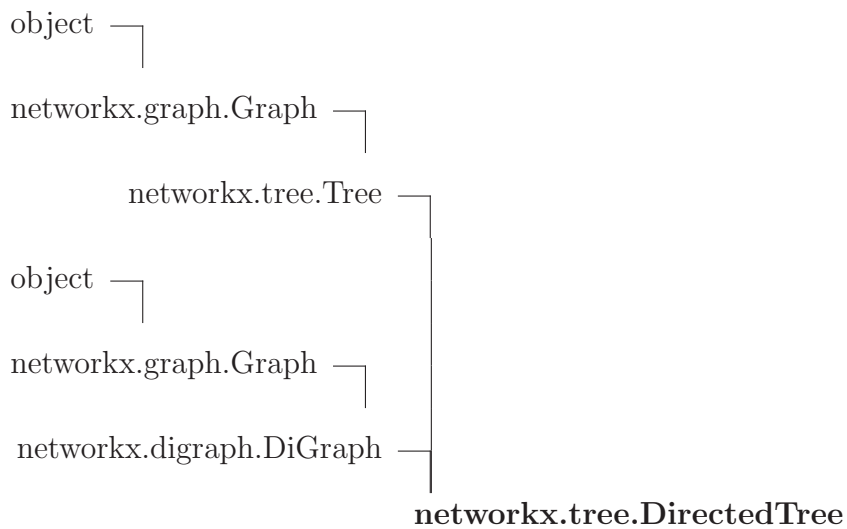 object
networkx.graph.Graph
networkx.tree.Tree
object
networkx.graph.Graph
networkx.digraph.DiGraph
networkx.tree.DirectedTree